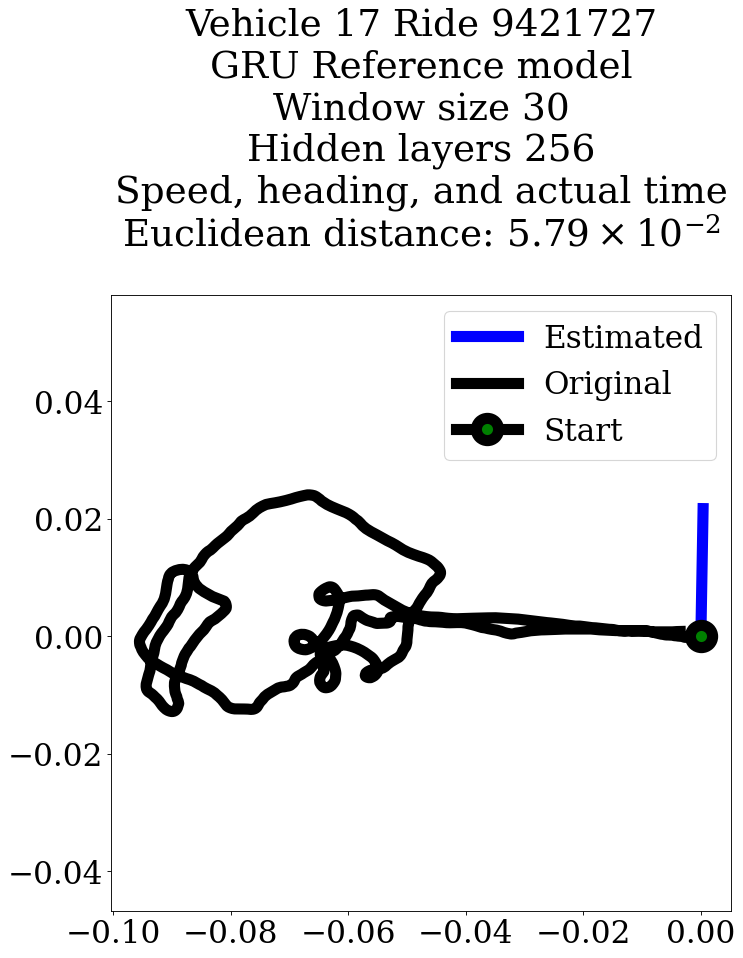 Vehicle 17 Ride 9421727
GRU Reference model
Window size 30
Hidden layers 256
Speed, heading, and actual time
Euclidean distance: 5.79 × 10⁻²
Estimated
Original
Start
0.04
0.02
0.00
−0.02
−0.04
−0.10 −0.08 −0.06 −0.04 −0.02 0.00